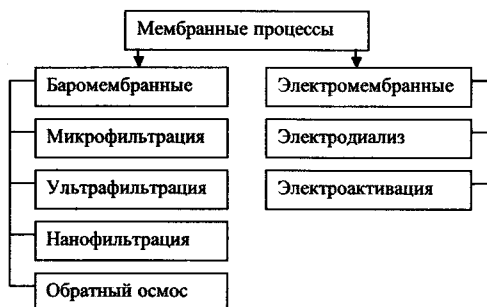 Мембранные процессы
Баромембранные
Микрофильтрация
Ультрафильтрация
Нанофильтрация
Обратный осмос
Электромембранные
Электродиализ
Электроактивация